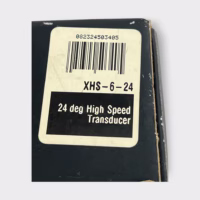 082324503405
XHS-6-24
24 deg High Speed
Transducer